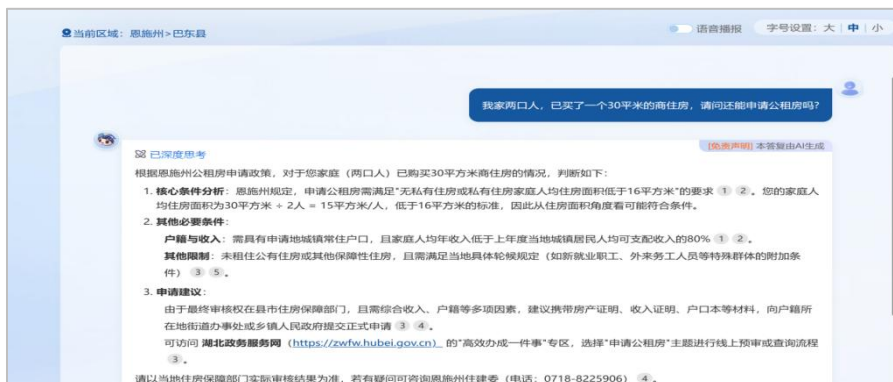 当前区域：恩施州>巴东县
语音播报 字号设置：大 | 中 | 小
我家两口人，已买了一个30平米的商住房，请问还能申请公租房吗?
已深度思考
[免责声明] 本答复由AI生成
根据恩施州公租房申请政策，对于您家庭（两口人）已购买30平方米商住房的情况，判断如下：
1. 核心条件分析：恩施州规定，申请公租房需满足"无私有住房或私有住房家庭人均住房面积低于16平方米"的要求 1 2 。您的家庭人
均住房面积为30平方米 ÷ 2人 = 15平方米/人，低于16平方米的标准，因此从住房面积角度看可能符合条件。
2. 其他必要条件：
户籍与收入：需具有申请地城镇常住户口，且家庭人均年收入低于上年度当地城镇居民人均可支配收入的80% 1 2 。
其他限制：未租住公有住房或其他保障性住房，且需满足当地具体轮候规定（如新就业职工、外来务工人员等特殊群体的附加条
件） 3 5 。
3. 申请建议：
由于最终审核权在县市住房保障部门，且需综合收入、户籍等多项因素，建议携带房产证明、收入证明、户口本等材料，向户籍所
在地街道办事处或乡镇人民政府提交正式申请 3 4 。
可访问 湖北政务服务网（https://zwfw.hubei.gov.cn）的"高效办成一件事"专区，选择"申请公租房"主题进行线上预审或查询流程
3 。
请以当地住房保障部门实际审核结果为准，若有疑问可咨询恩施州住建委（电话：0718-8225906） 4 。